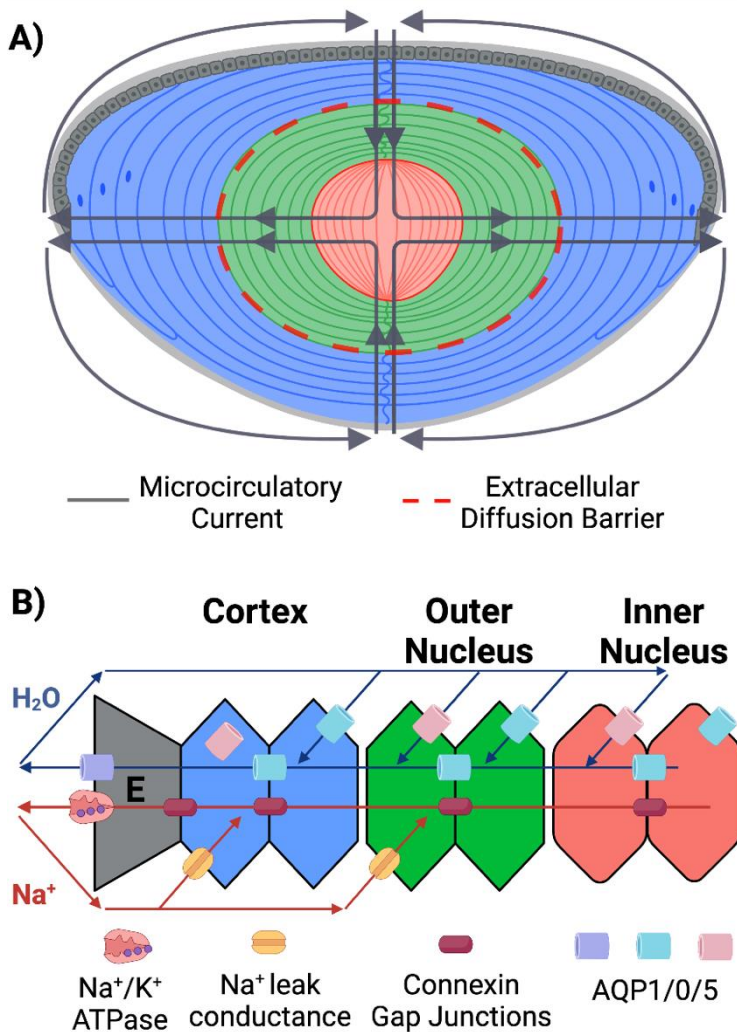 A)
Microcirculatory
Current
Extracellular
Diffusion Barrier
B)
Cortex
Outer
Nucleus
Inner
Nucleus
H₂O
E
Na⁺
Na⁺/K⁺
ATPase
Na⁺ leak
conductance
Connexin
Gap Junctions
AQP1/0/5